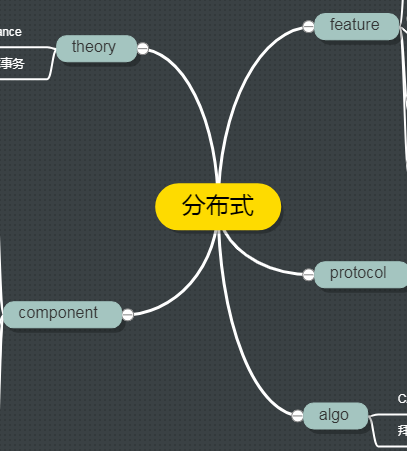 feature
theory
事务
分布式
protocol
component
algo